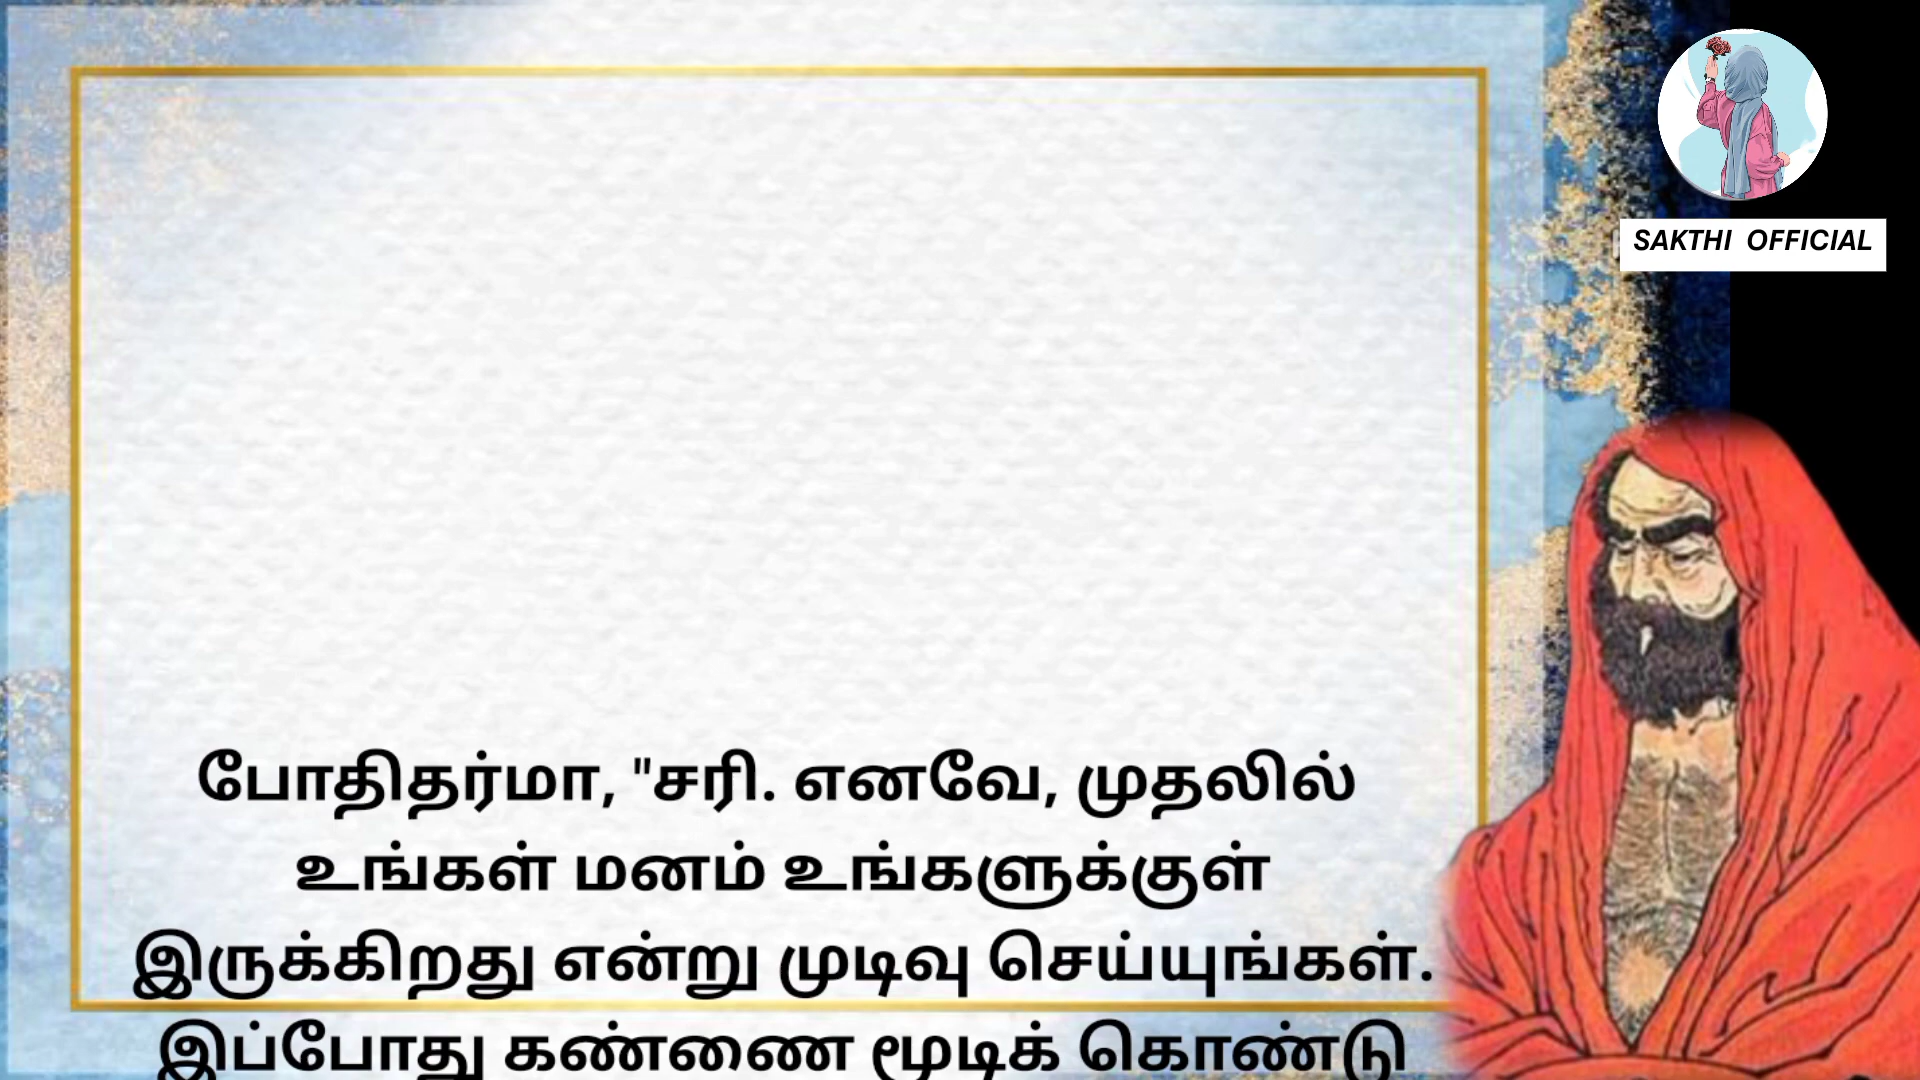 SAKTHI OFFICIAL
போதிதர்மா, "சரி. எனவே, முதலில்
உங்கள் மனம் உங்களுக்குள்
இருக்கிறது என்று முடிவு செய்யுங்கள்.
இப்போது கண்ணை மூடிக் கொண்டு